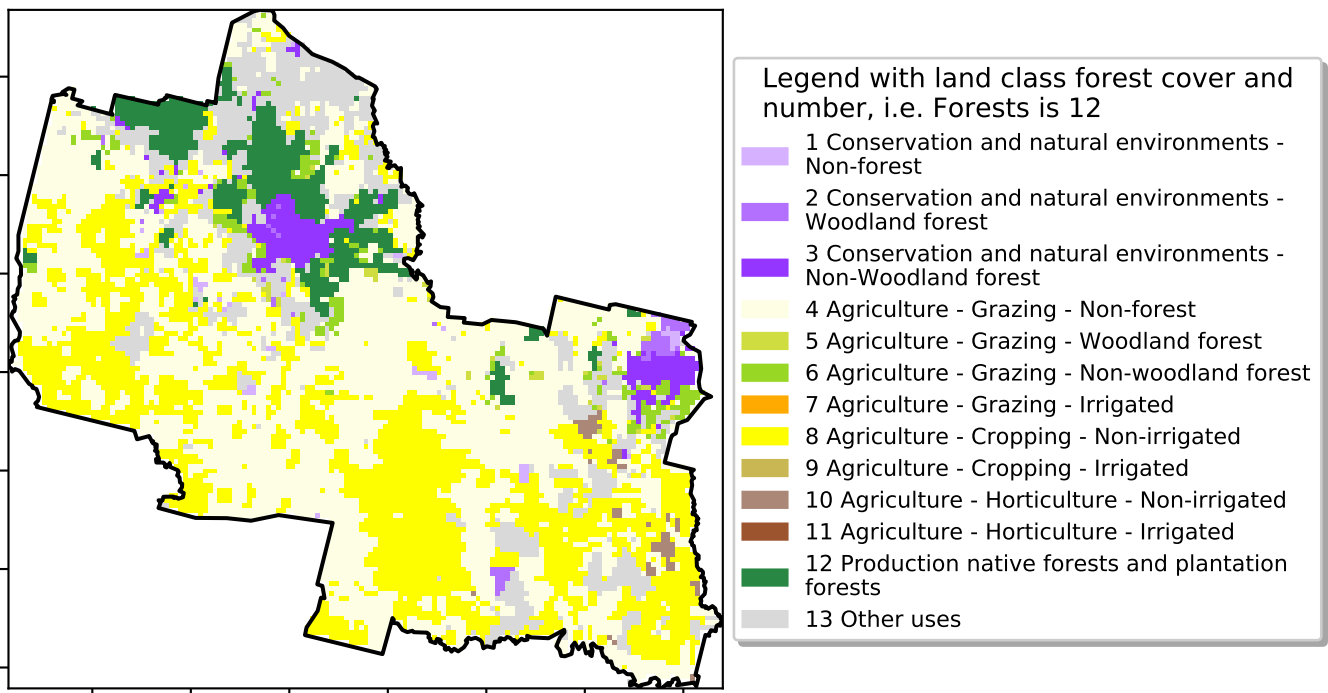 Legend with land class forest cover and
number, i.e. Forests is 12
1 Conservation and natural environments -
Non-forest
2 Conservation and natural environments -
Woodland forest
3 Conservation and natural environments -
Non-Woodland forest
4 Agriculture - Grazing - Non-forest
5 Agriculture - Grazing - Woodland forest
6 Agriculture - Grazing - Non-woodland forest
7 Agriculture - Grazing - Irrigated
8 Agriculture - Cropping - Non-irrigated
9 Agriculture - Cropping - Irrigated
10 Agriculture - Horticulture - Non-irrigated
11 Agriculture - Horticulture - Irrigated
12 Production native forests and plantation
forests
13 Other uses